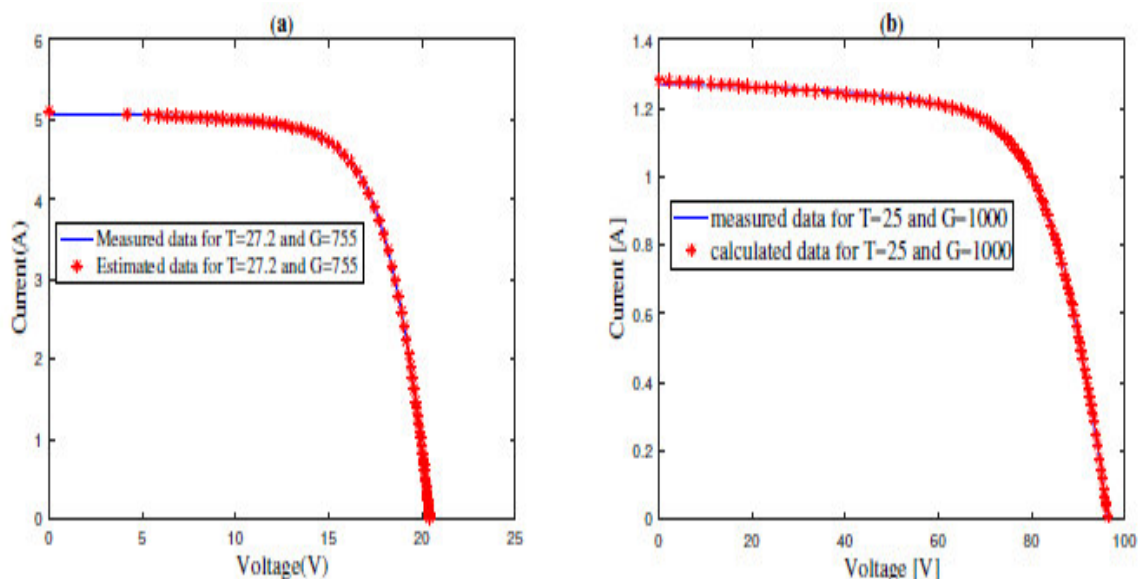 (a)
6
5
4
3
2
1
0
Current(A)
Measured data for T=27.2 and G=755
Estimated data for T=27.2 and G=755
0 5 10 15 20 25
Voltage(V)
(b)
1.4
1.2
1
0.8
0.6
0.4
0.2
0
Current [A]
measured data for T=25 and G=1000
calculated data for T=25 and G=1000
0 20 40 60 80 100
Voltage [V]